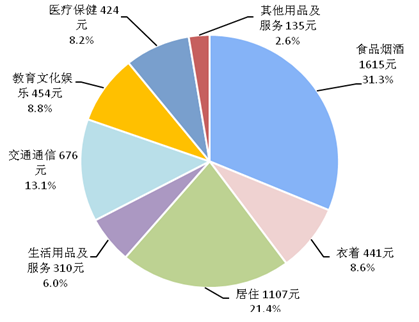 医疗保健 424
元
8.2%
其他用品及
服务 135元
2.6%
食品烟酒
1615元
31.3%
教育文化娱
乐 454元
8.8%
交通通信 676
元
13.1%
生活用品及
服务 310元
6.0%
居住 1107元
21.4%
衣着 441元
8.6%